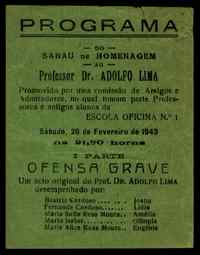 PROGRAMA
DO
SARAU DE HOMENAGEM
AO
Professor Dr. ADOLFO LIMA
Promovido por uma comissão de Amigos e
Admiradores, no qual tomam parte Profes-
sores e antigos alunos da
ESCOLA OFICINA N.º 1
Sábado, 20 de Fevereiro de 1943
às 21,30 horas
I PARTE
OFENSA GRAVE
Um acto original do Prof. DR. ADOLFO LIMA
desempenhado por:
Beatriz Cardoso Joana
Fernanda Cardoso Lídia
Maria Sofia Rosa Moura Amélia
Maria Isabel Olímpia
Maria Alice Rosa Moura Eugénia